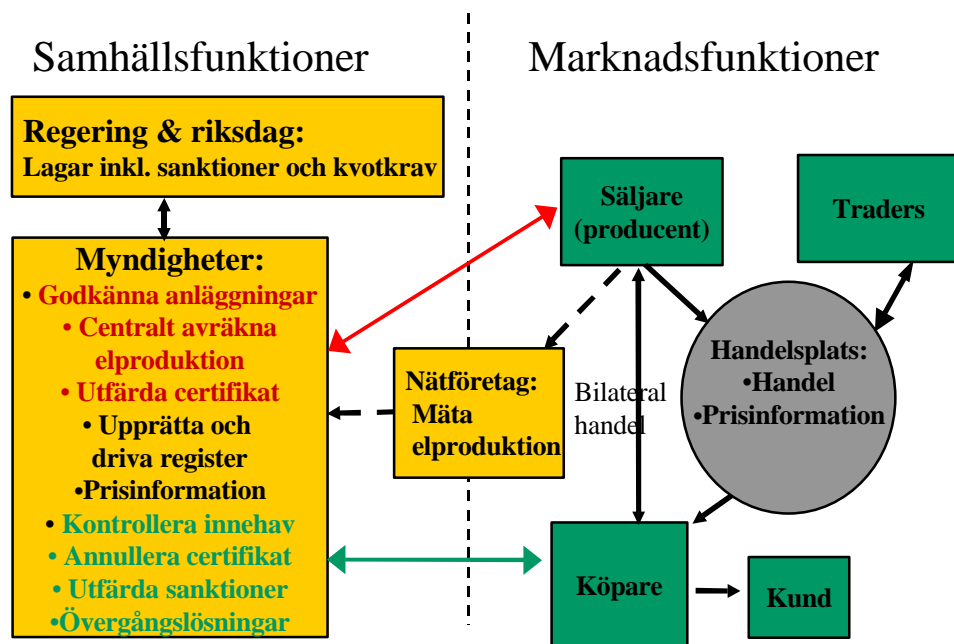 Samhällsfunktioner
Marknadsfunktioner
Regering & riksdag:
Lagar inkl. sanktioner och kvotkrav
Myndigheter:
• Godkänna anläggningar
• Centralt avräkna
elproduktion
• Utfärda certifikat
• Upprätta och
driva register
•Prisinformation
• Kontrollera innehav
• Annullera certifikat
• Utfärda sanktioner
•Övergångslösningar
Nätföretag:
Mäta
elproduktion
Säljare
(producent)
Traders
Bilateral
handel
Handelsplats:
•Handel
•Prisinformation
Köpare
Kund